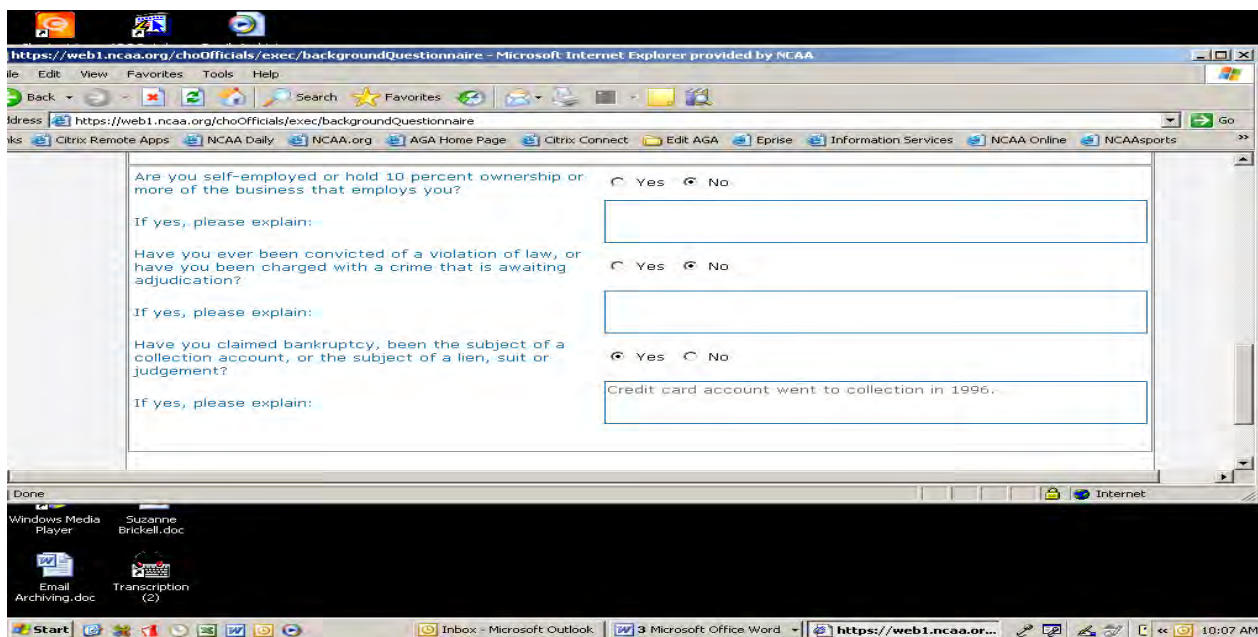 https://web1.ncaa.org/choOfficials/exec/backgroundQuestionnaire - Microsoft Internet Explorer provided by NCAA
ile Edit View Favorites Tools Help
Back Search Favorites
ddress https://web1.ncaa.org/choOfficials/exec/backgroundQuestionnaire Go
nks Citrix Remote Apps NCAA Daily NCAA.org AGA Home Page Citrix Connect Edit AGA Eprise Information Services NCAA Online NCAAsports »
Are you self-employed or hold 10 percent ownership or
more of the business that employs you?
Yes No
If yes, please explain:
Have you ever been convicted of a violation of law, or
have you been charged with a crime that is awaiting
adjudication?
Yes No
If yes, please explain:
Have you claimed bankruptcy, been the subject of a
collection account, or the subject of a lien, suit or
judgement?
Yes No
If yes, please explain:
Credit card account went to collection in 1996.
Done Internet
Windows Media
Player
Suzanne
Brickell.doc
Email
Archiving.doc
Transcription
(2)
Start Inbox - Microsoft Outlook 3 Microsoft Office Word https://web1.ncaa.or... « 10:07 AM